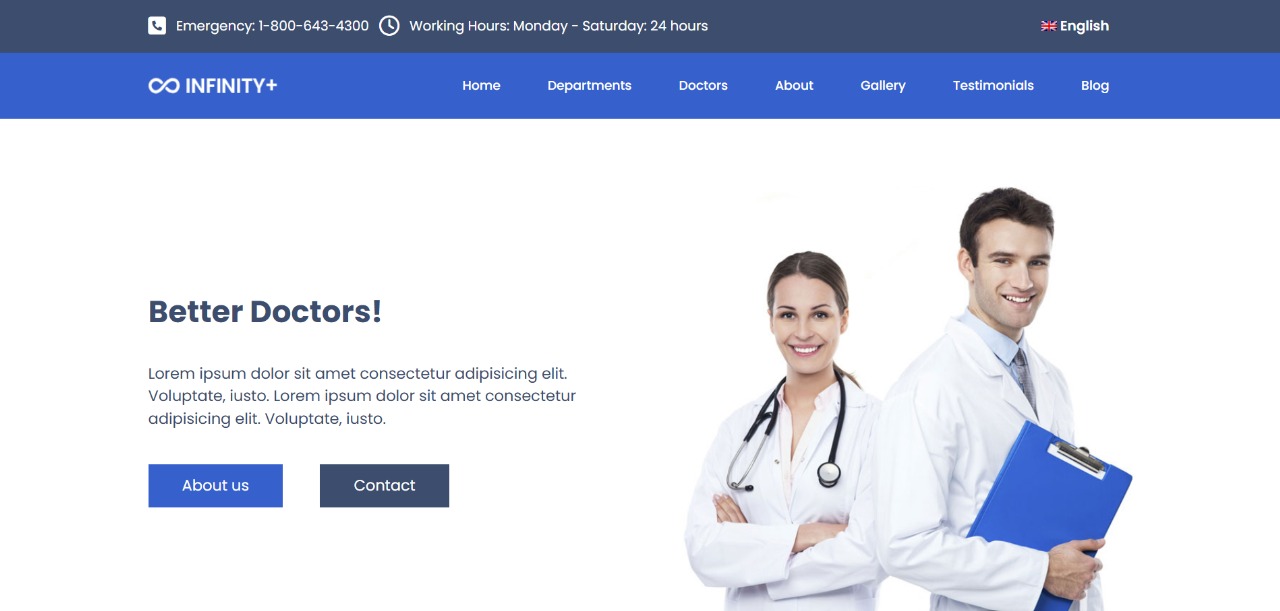 Emergency: 1-800-643-4300 Working Hours: Monday - Saturday: 24 hours English
INFINITY+ Home Departments Doctors About Gallery Testimonials Blog
Better Doctors!
Lorem ipsum dolor sit amet consectetur adipisicing elit.
Voluptate, iusto. Lorem ipsum dolor sit amet consectetur
adipisicing elit. Voluptate, iusto.
About us Contact